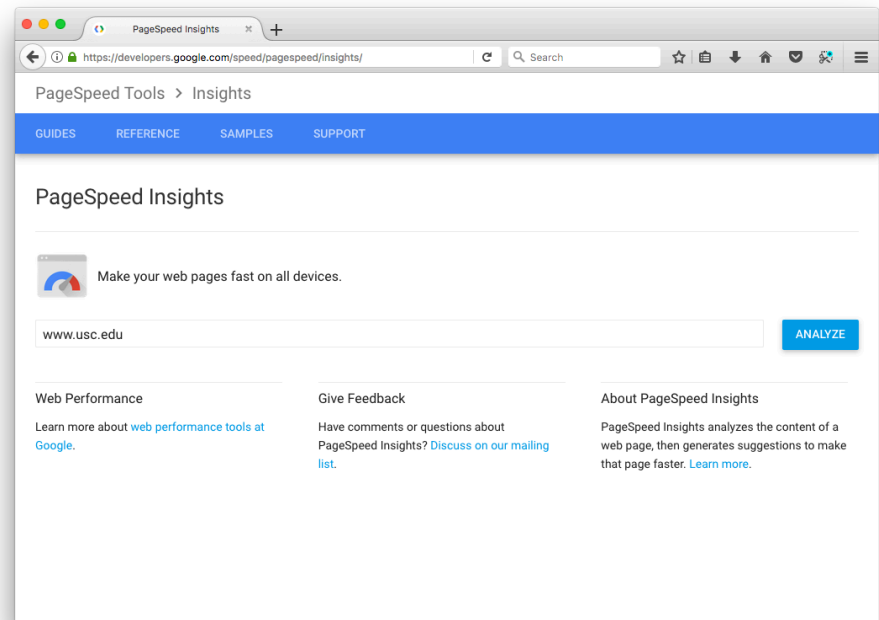 PageSpeed Insights
https://developers.google.com/speed/pagespeed/insights/
Search
PageSpeed Tools > Insights
GUIDES REFERENCE SAMPLES SUPPORT
PageSpeed Insights
Make your web pages fast on all devices.
www.usc.edu
ANALYZE
Web Performance
Learn more about web performance tools at
Google.
Give Feedback
Have comments or questions about
PageSpeed Insights? Discuss on our mailing
list.
About PageSpeed Insights
PageSpeed Insights analyzes the content of a
web page, then generates suggestions to make
that page faster. Learn more.